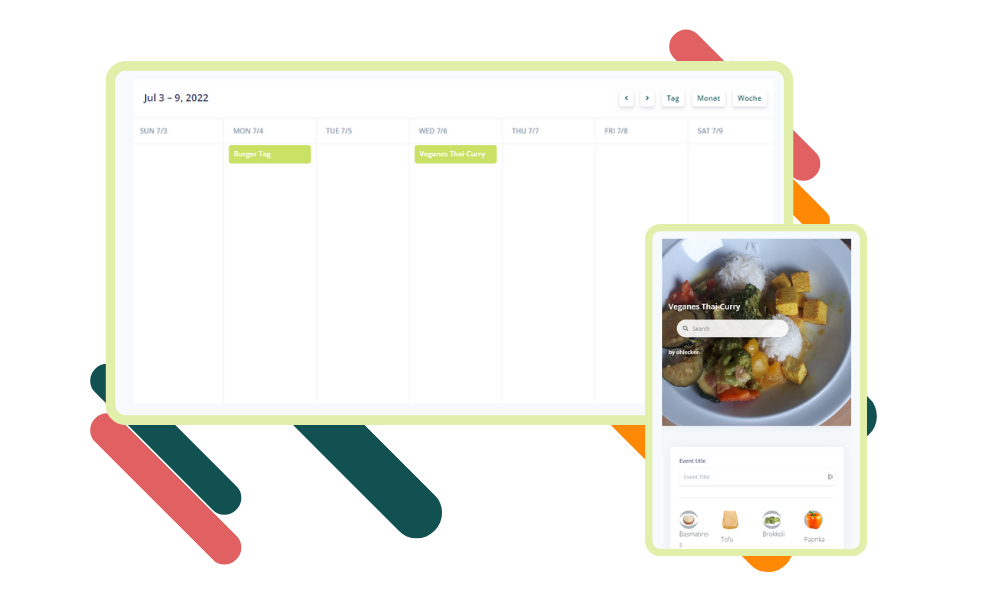 Jul 3 – 9, 2022
Tag Monat Woche
SUN 7/3 MON 7/4 TUE 7/5 WED 7/6 THU 7/7 FRI 7/8 SAT 7/9
Burger Tag Veganes Thai-Curry
Veganes Thai-Curry
Search
by ohlecker
Event title
Event Title
Basmatirei
s
Tofu
Brokkoli
Paprika